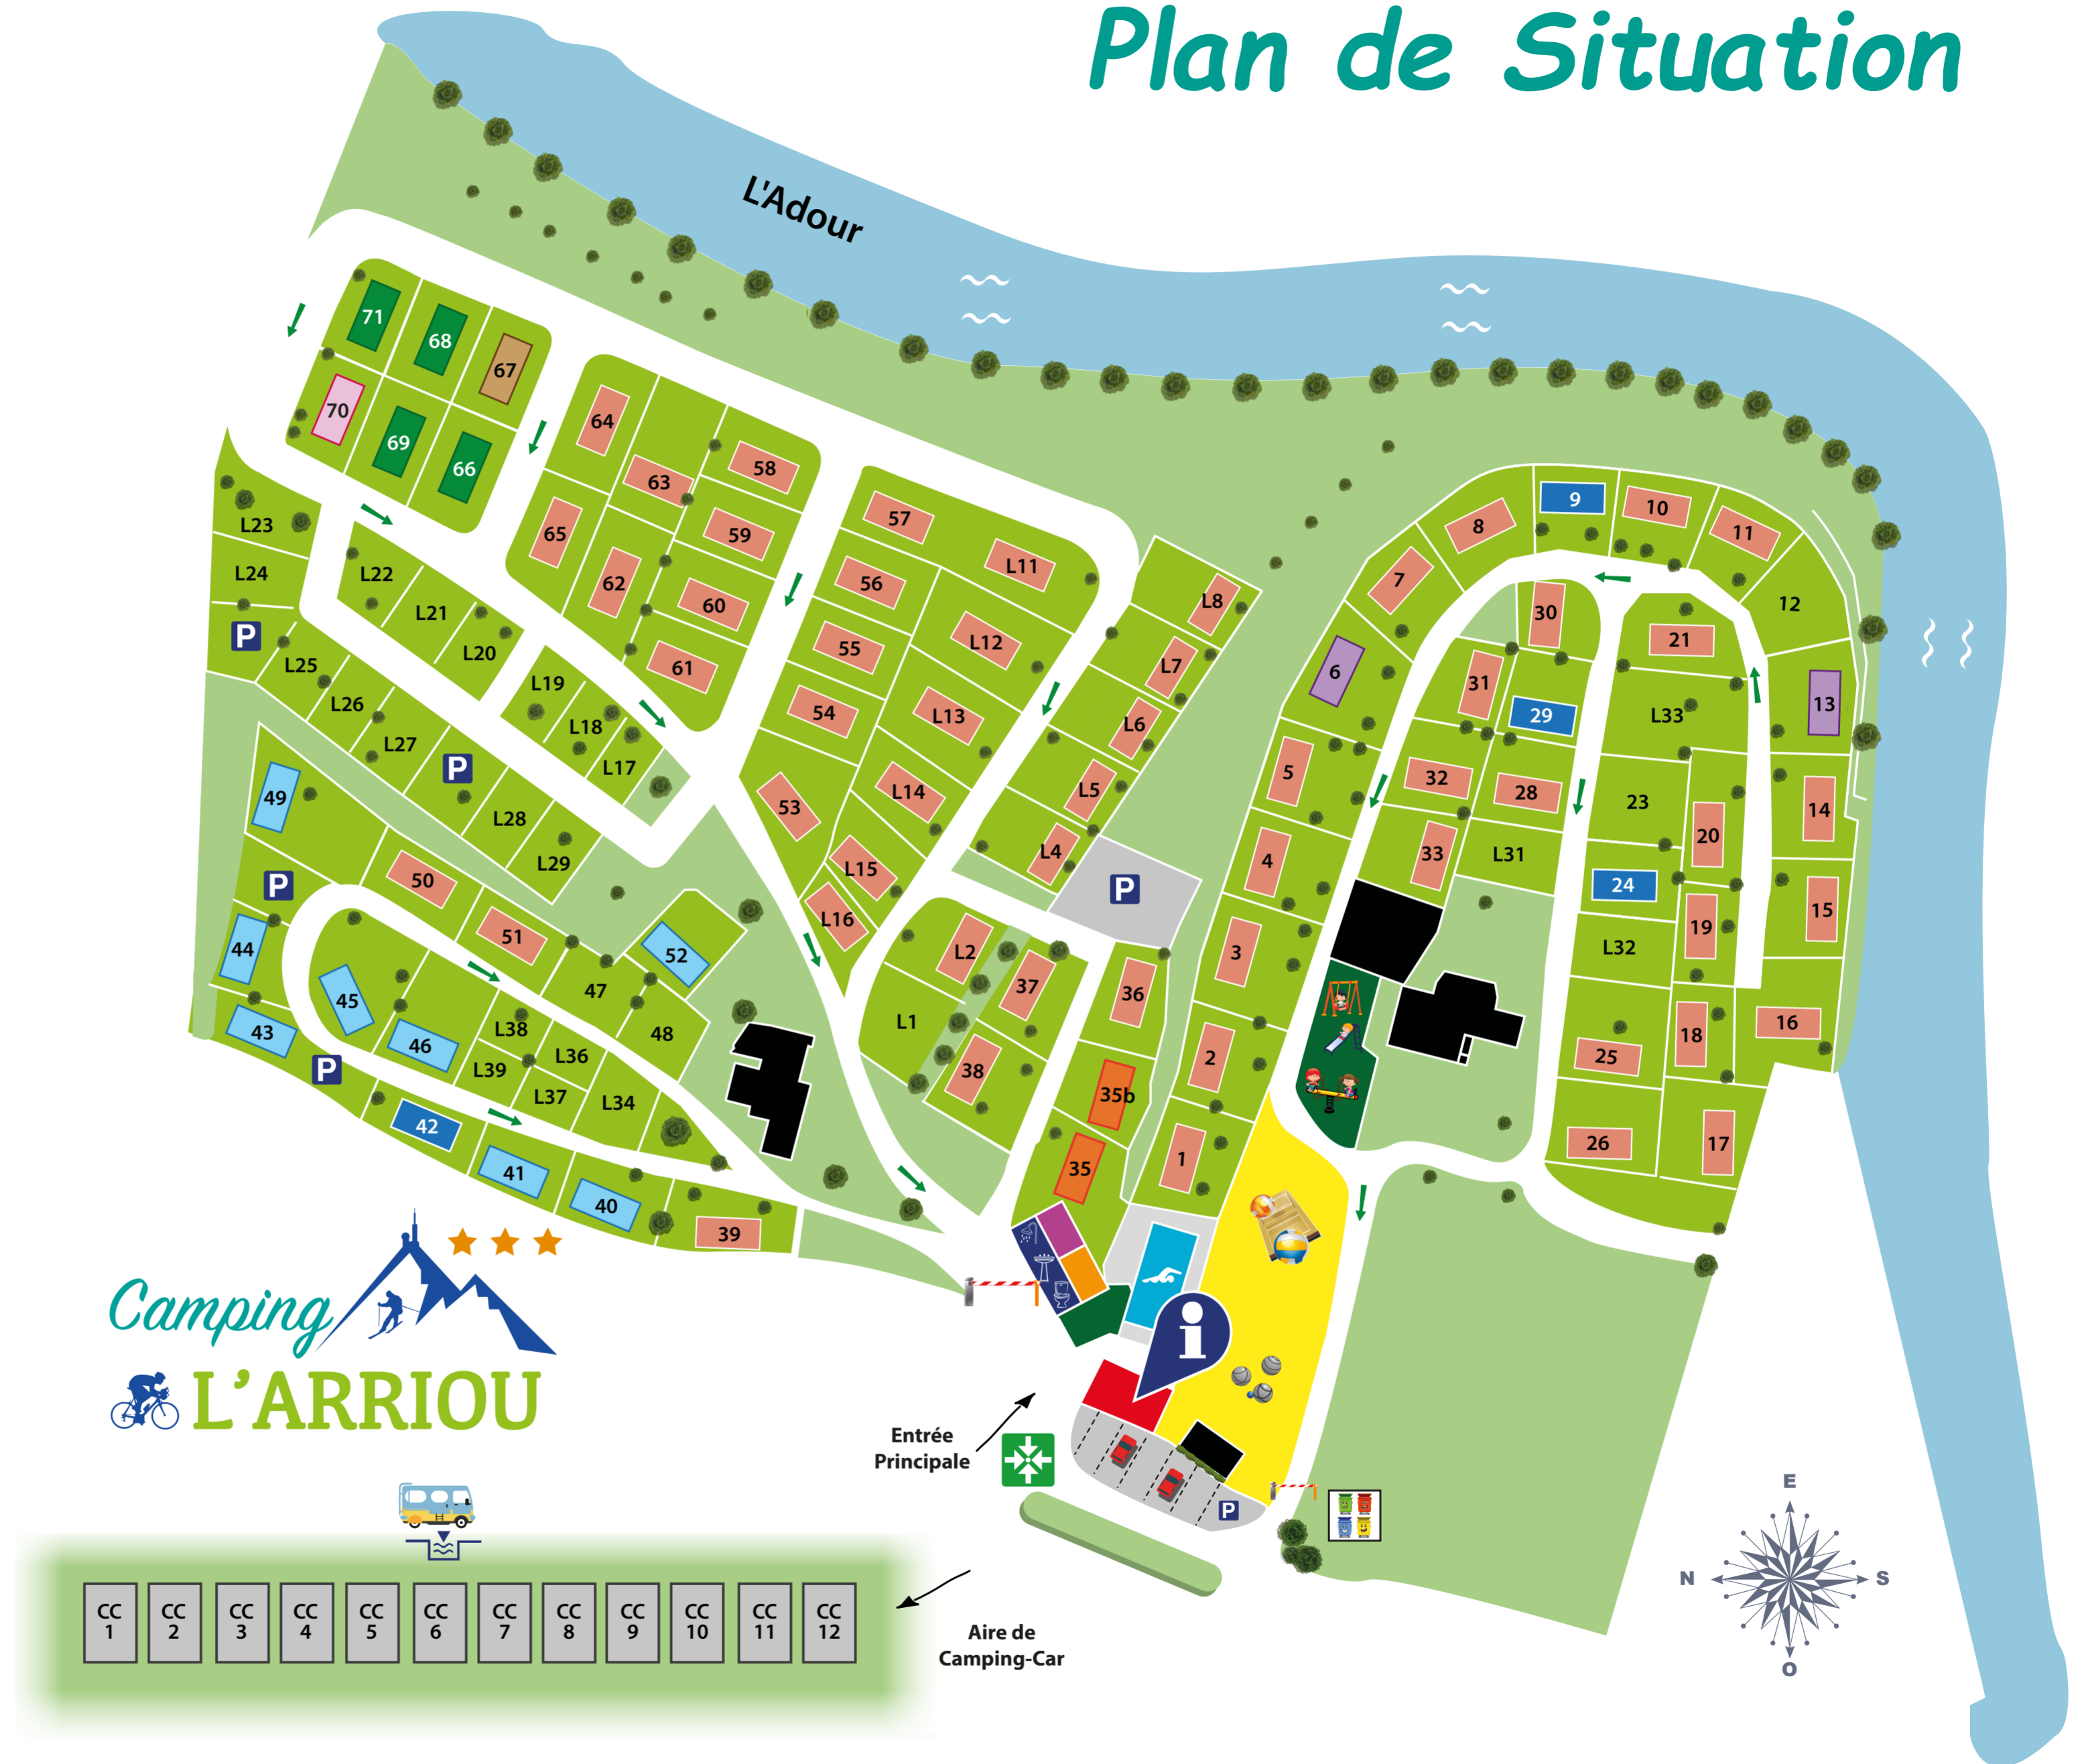 Plan de Situation
L'Adour
71
68
67
70
69
66
64
63
58
65
59
62
60
61
57
L11
56
L12
55
54
L13
53
L14
L15
L16
L8
L7
L6
L5
L4
P
L23
L24
P
L22
L21
L20
L19
L18
L17
L25
L26
L27
P
L28
L29
49
P
50
51
52
44
43
45
46
47
48
L38
L39
L36
L37
L34
P
42
41
40
39
L2
L1
37
38
36
35b
35
8
9
10
11
12
7
6
5
4
3
2
1
30
31
29
32
28
33
L31
21
L33
23
20
24
19
L32
25
18
26
17
13
14
15
16
i
P
Camping
L'ARRIOU
Entrée
Principale
Aire de
Camping-Car
CC
1
CC
2
CC
3
CC
4
CC
5
CC
6
CC
7
CC
8
CC
9
CC
10
CC
11
CC
12
E
N
S
O